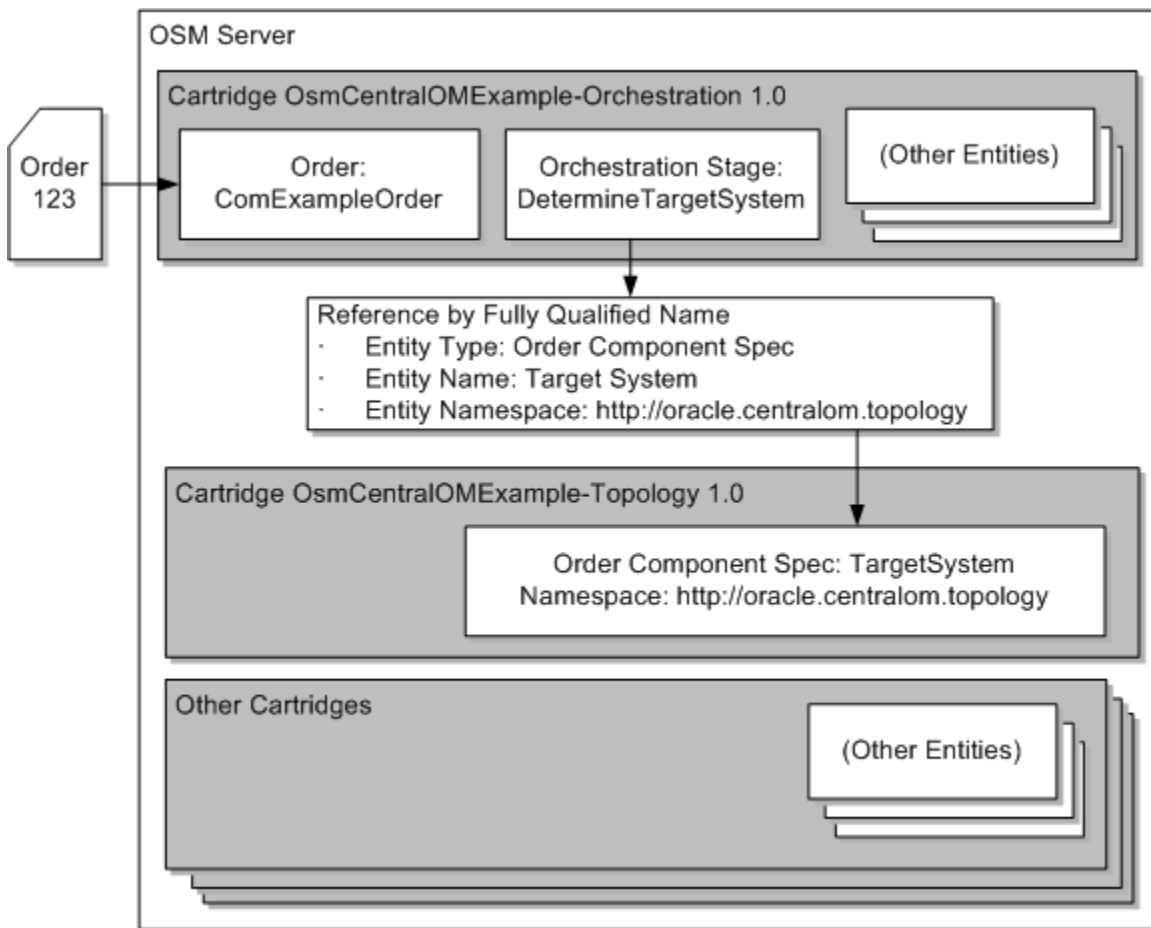 OSM Server
Cartridge OsmCentralOMExample-Orchestration 1.0
Order
123
Order:
ComExampleOrder
Orchestration Stage:
DetermineTargetSystem
(Other Entities)
Reference by Fully Qualified Name
· Entity Type: Order Component Spec
· Entity Name: Target System
· Entity Namespace: http://oracle.centralom.topology
Cartridge OsmCentralOMExample-Topology 1.0
Order Component Spec: TargetSystem
Namespace: http://oracle.centralom.topology
Other Cartridges
(Other Entities)